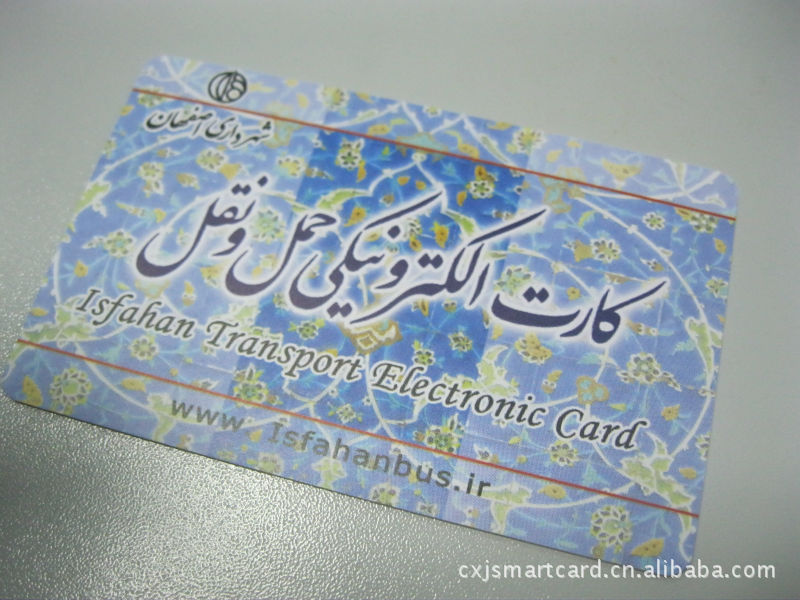 شهرداری اصفهان
کارت الکترونیکی حمل و نقل
Isfahan Transport Electronic Card
www.Isfahanbus.ir
cxjsmartcard.cn.alibaba.com